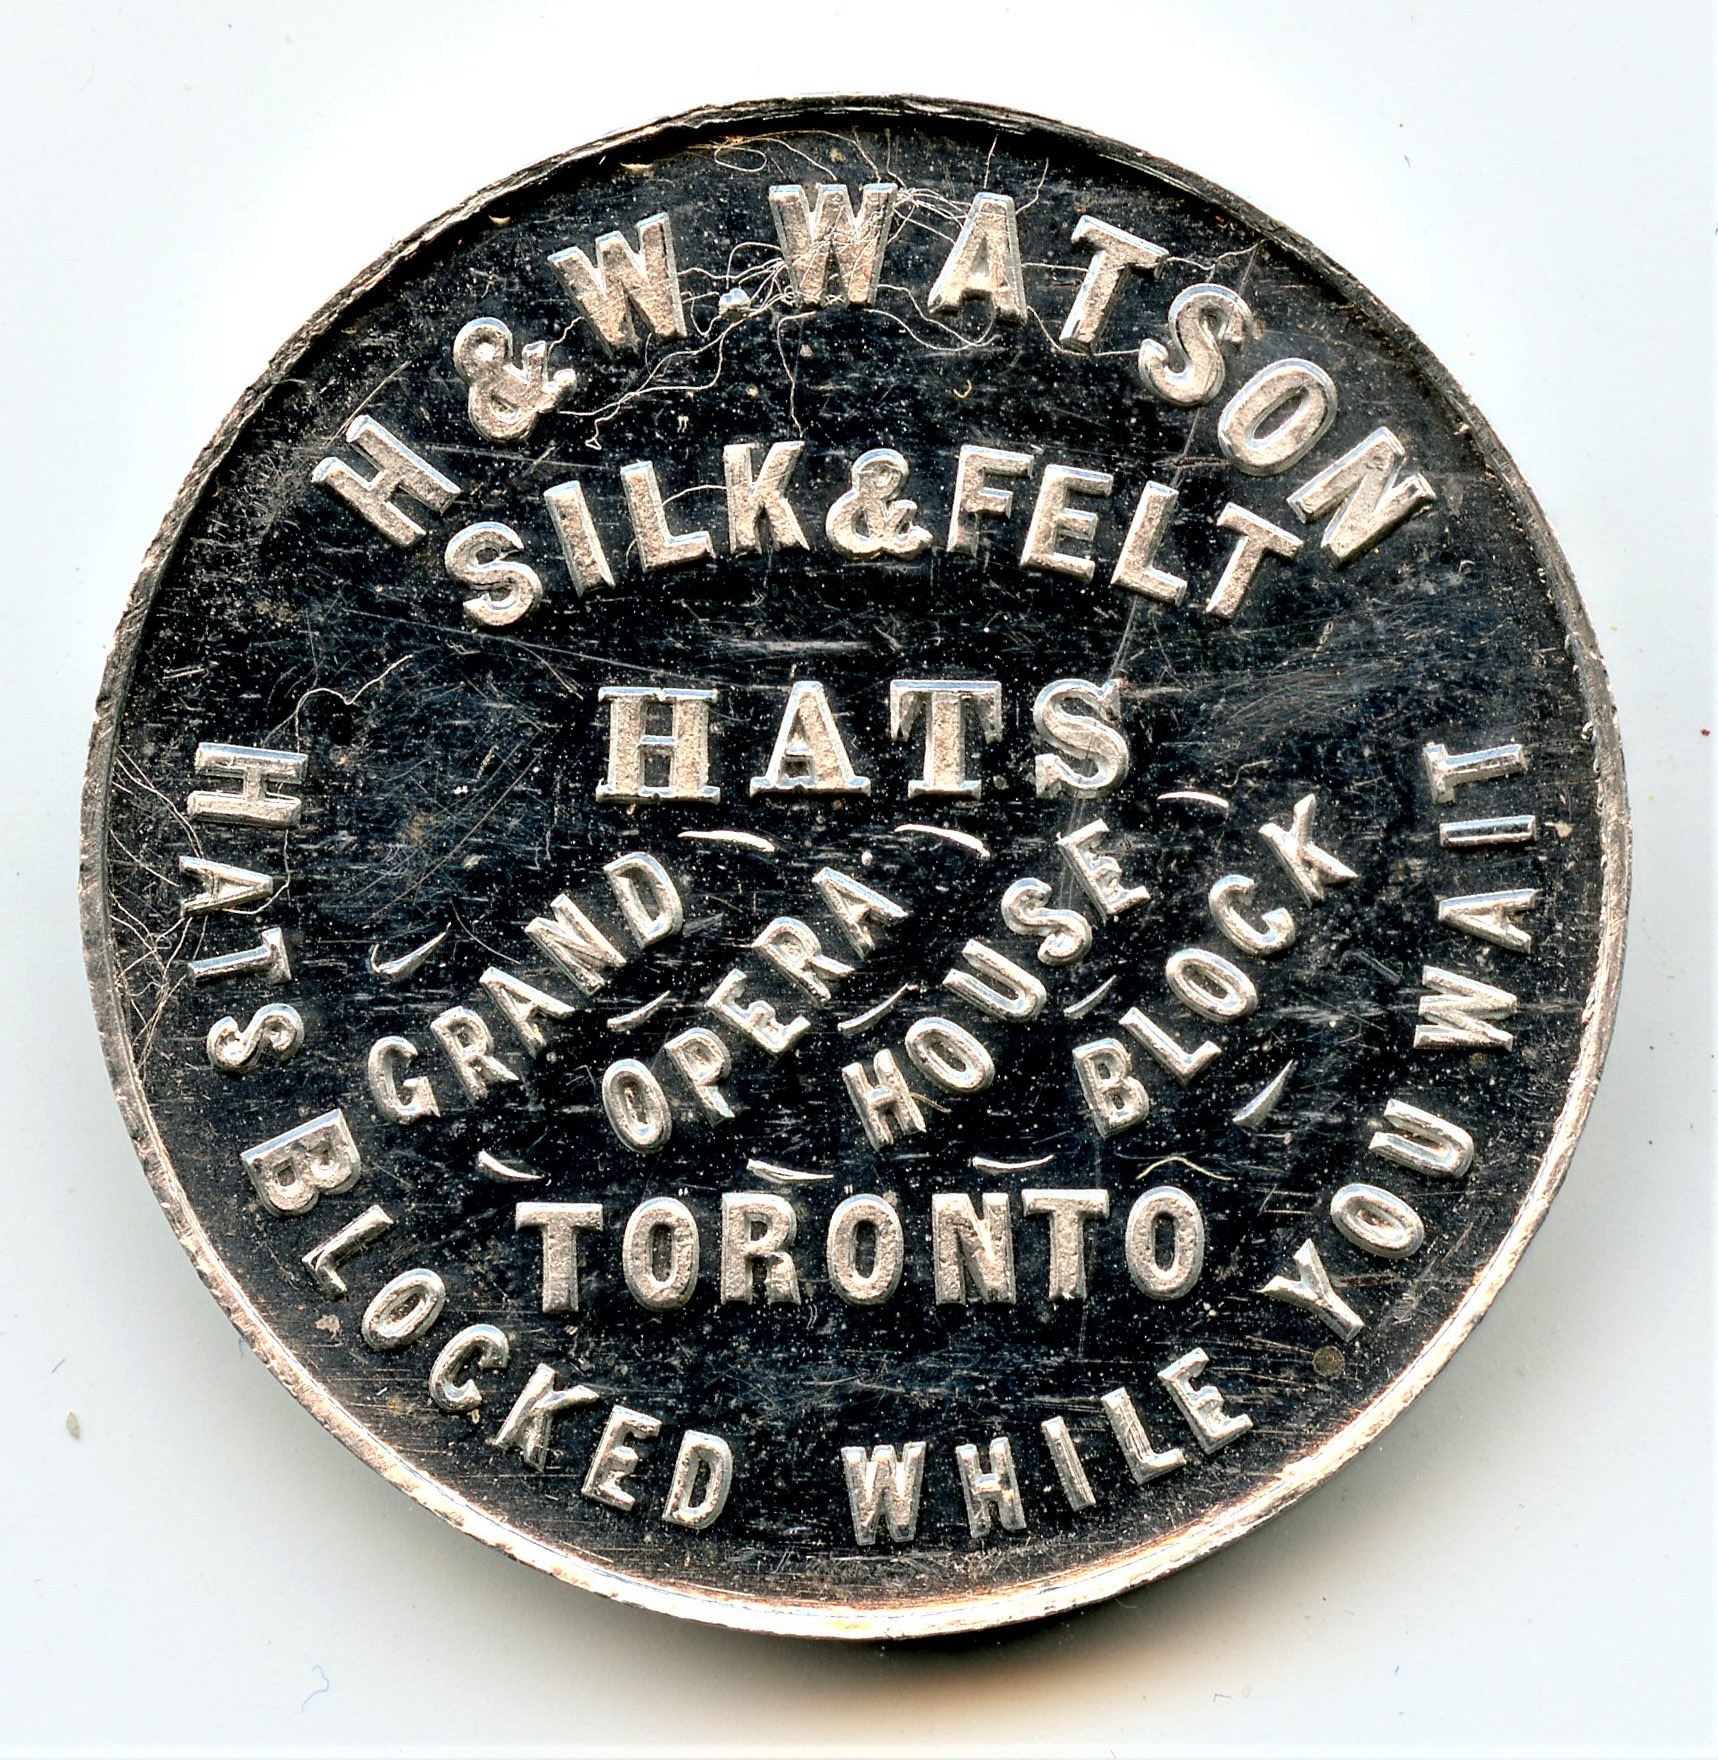 H & W. WATSON
SILK & FELT
HATS
GRAND OPERA HOUSE BLOCK
TORONTO
HATS BLOCKED WHILE YOU WAIT